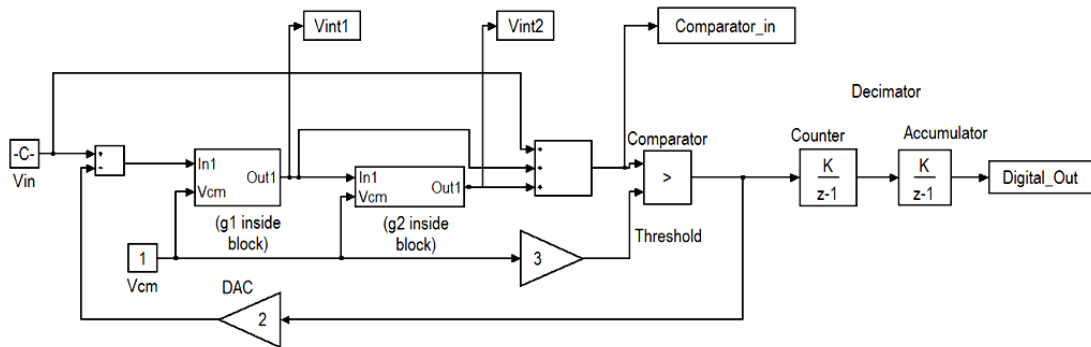 Vint1
Vint2
Comparator_in
Decimator
Comparator
Counter
Accumulator
-C-
Vin
+
-
In1
Vcm
Out1
In1
Vcm
Out1
+
+
+
>
K
z-1
K
z-1
Digital_Out
(g1 inside
block)
(g2 inside
block)
Threshold
1
Vcm
3
DAC
2